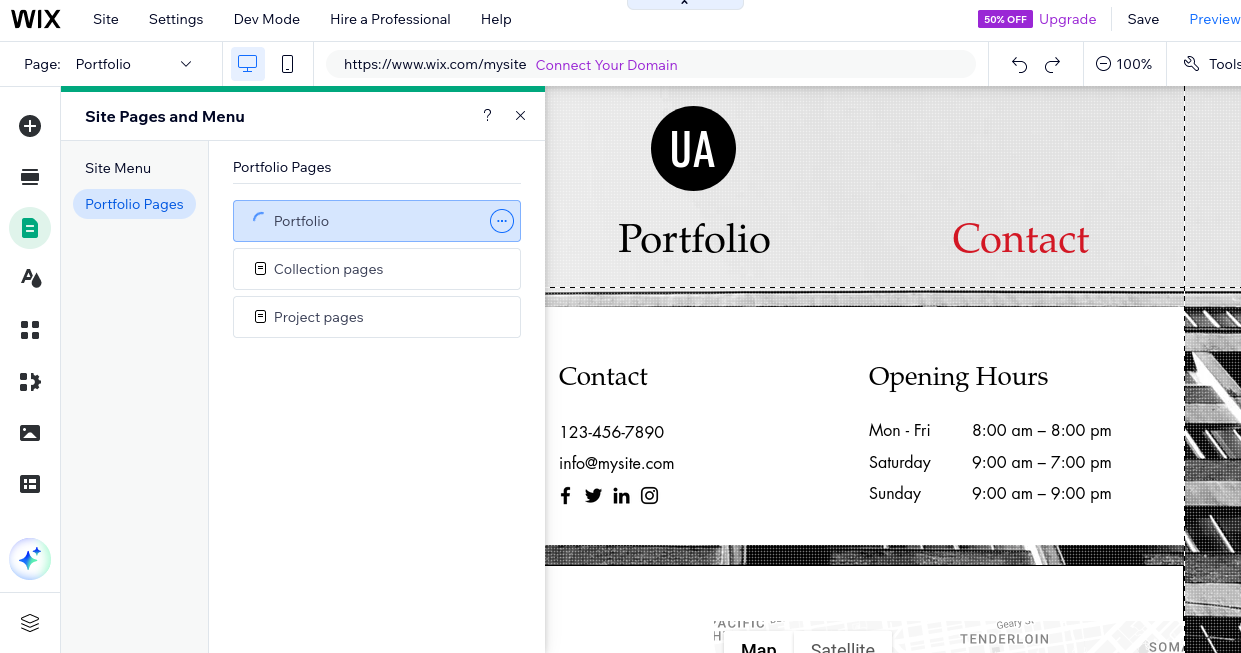 WIX Site Settings Dev Mode Hire a Professional Help 50% OFF Upgrade Save Preview
Page: Portfolio https://www.wix.com/mysite Connect Your Domain 100% Tools
Site Pages and Menu ?
Site Menu
Portfolio Pages
Portfolio Pages
Portfolio
Collection pages
Project pages
UA
Portfolio Contact
Contact Opening Hours
123-456-7890 Mon - Fri 8:00 am – 8:00 pm
info@mysite.com Saturday 9:00 am – 7:00 pm
Sunday 9:00 am – 9:00 pm
Geary St
TENDERLOIN
Map Satellite